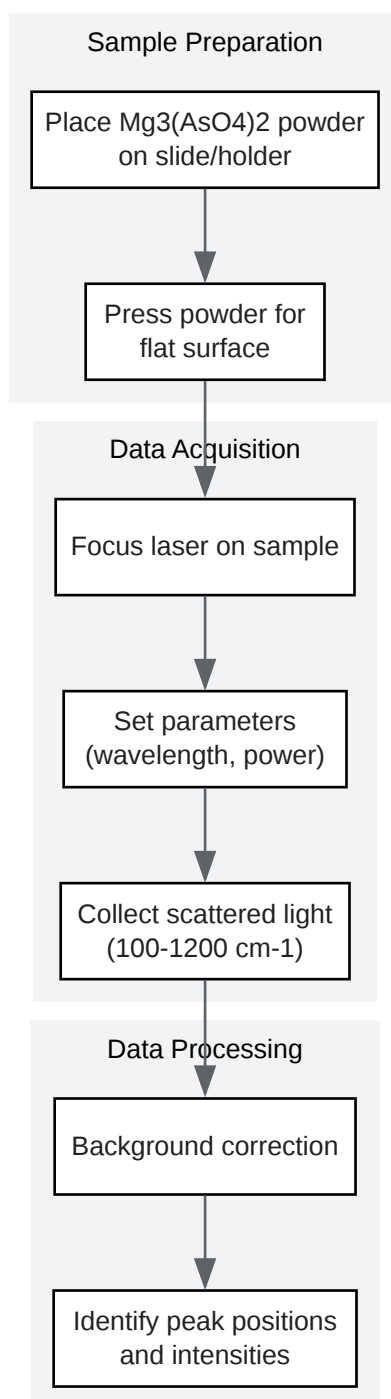 Sample Preparation
Place Mg3(AsO4)2 powder
on slide/holder
Press powder for
flat surface
Data Acquisition
Focus laser on sample
Set parameters
(wavelength, power)
Collect scattered light
(100-1200 cm-1)
Data Processing
Background correction
Identify peak positions
and intensities